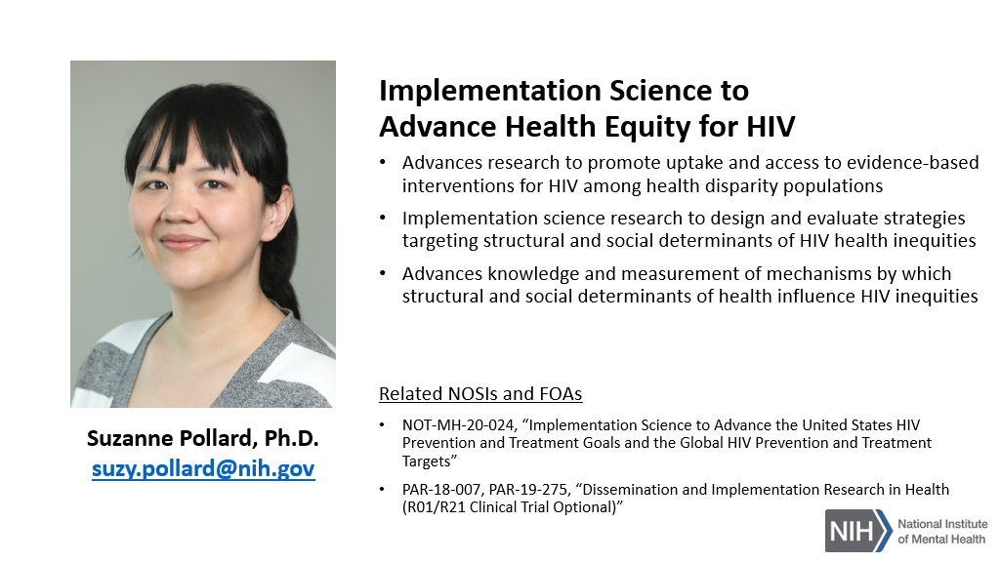 Implementation Science to
Advance Health Equity for HIV
• Advances research to promote uptake and access to evidence-based
interventions for HIV among health disparity populations
• Implementation science research to design and evaluate strategies
targeting structural and social determinants of HIV health inequities
• Advances knowledge and measurement of mechanisms by which
structural and social determinants of health influence HIV inequities
Related NOSIs and FOAs
• NOT-MH-20-024, “Implementation Science to Advance the United States HIV
Prevention and Treatment Goals and the Global HIV Prevention and Treatment
Targets”
• PAR-18-007, PAR-19-275, “Dissemination and Implementation Research in Health
(R01/R21 Clinical Trial Optional)”
Suzanne Pollard, Ph.D.
suzy.pollard@nih.gov
NIH
National Institute
of Mental Health